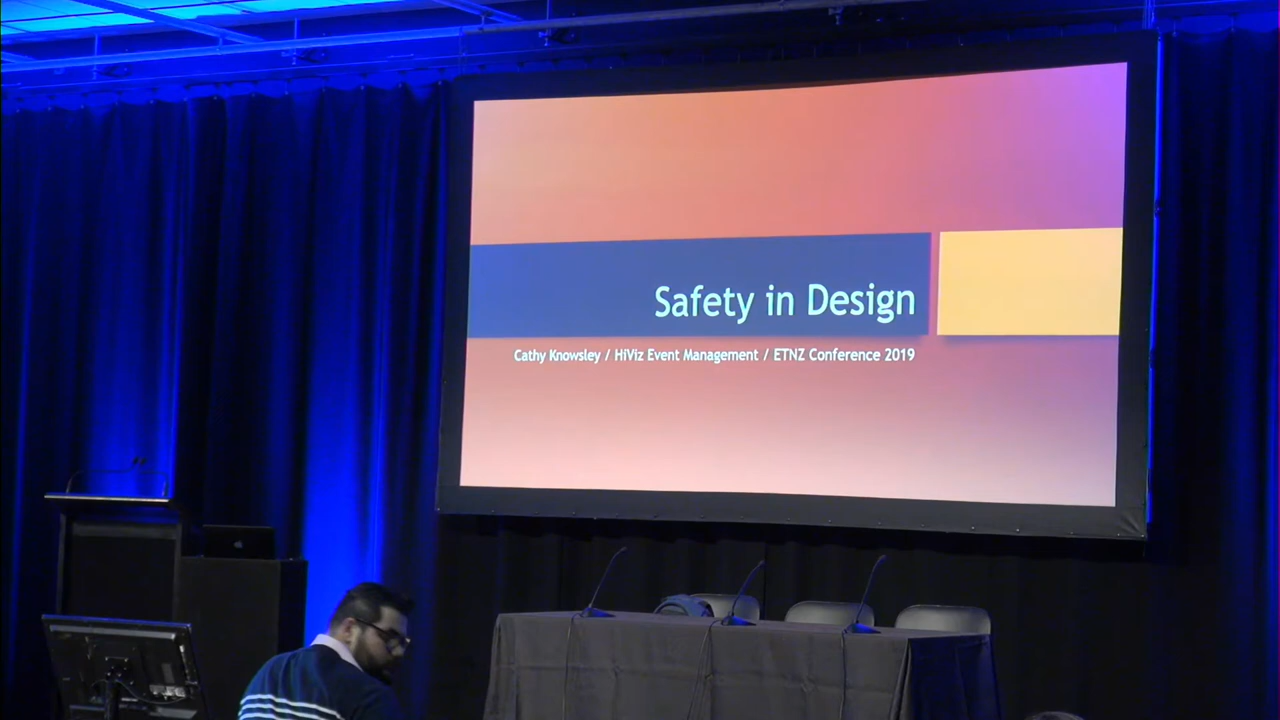 Safety in Design
Cathy Knowsley / HiViz Event Management / ETNZ Conference 2019